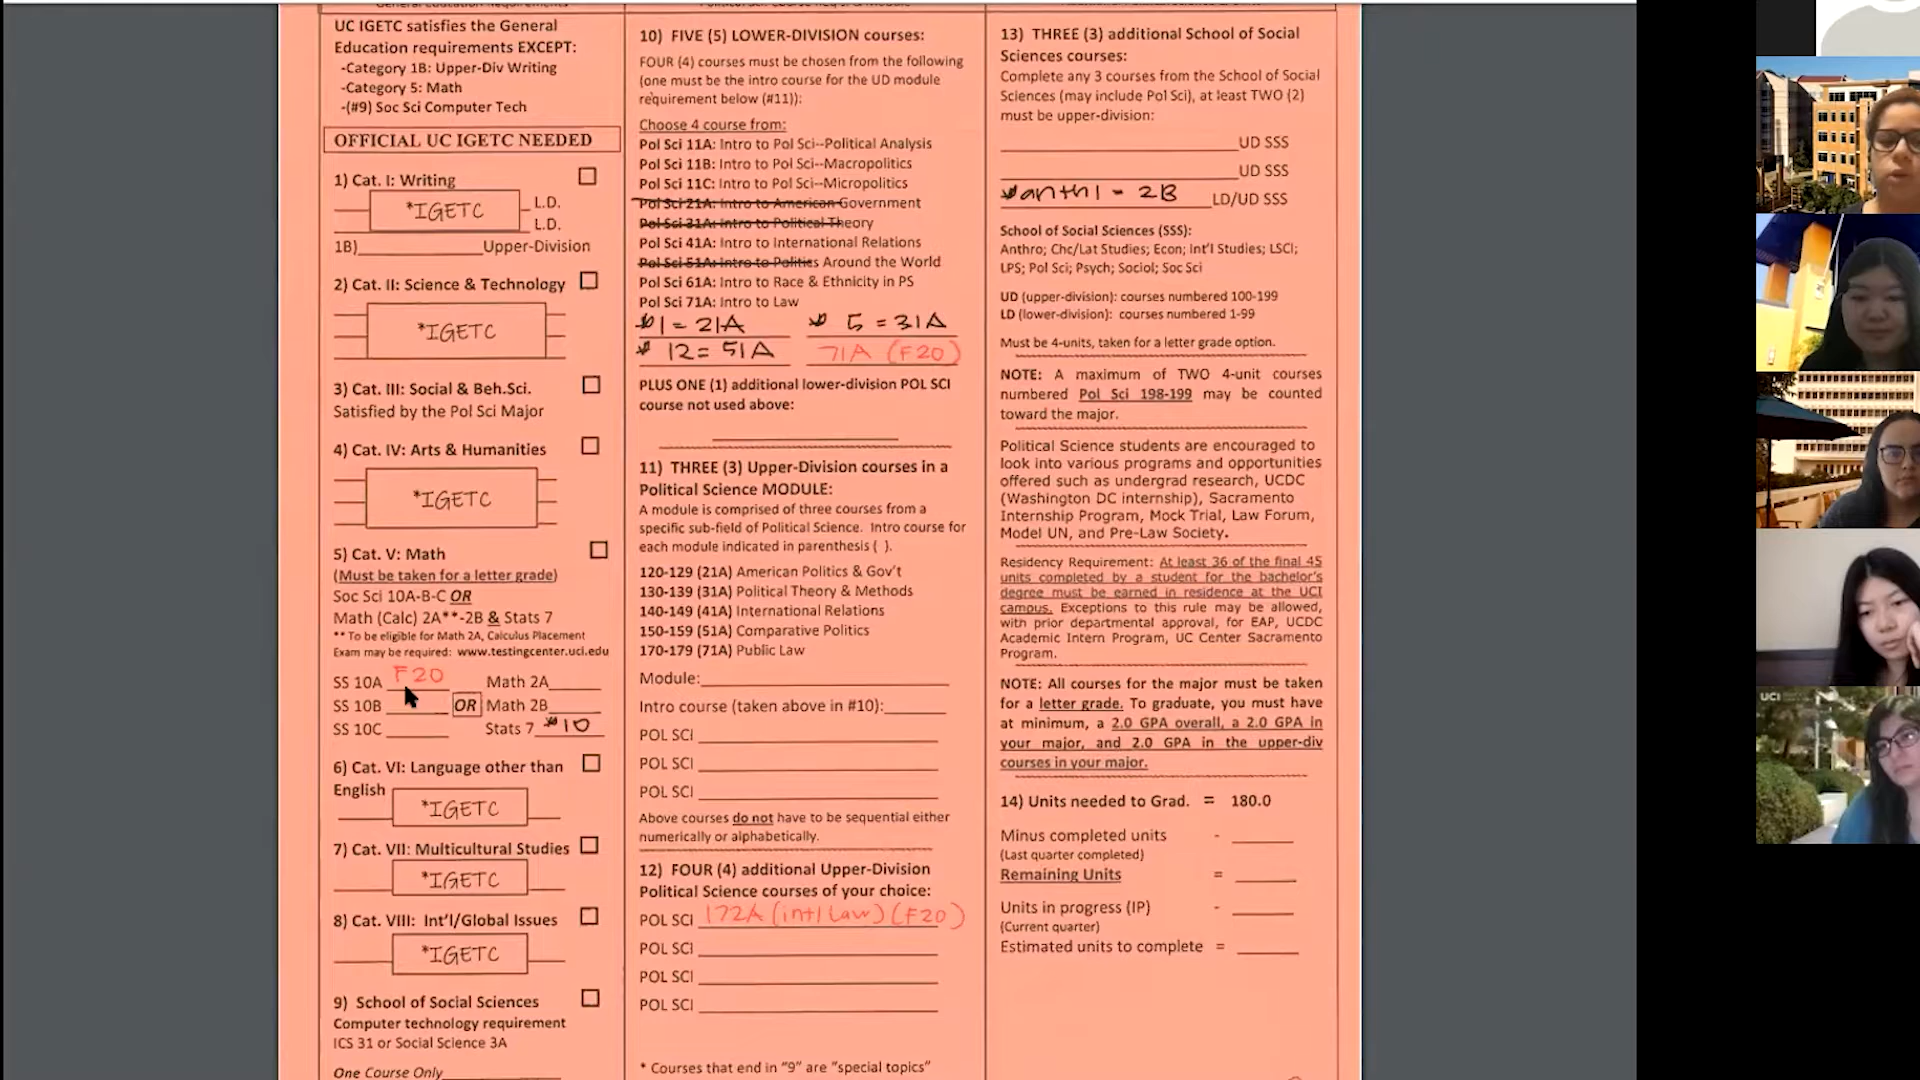 UC IGETC satisfies the General
Education requirements EXCEPT:
-Category 1B: Upper-Div Writing
-Category 5: Math
-(#9) Soc Sci Computer Tech
OFFICIAL UC IGETC NEEDED
1) Cat. I: Writing
*IGETC
L.D.
L.D.
1B)____Upper-Division
2) Cat. II: Science & Technology
*IGETC
3) Cat. III: Social & Beh.Sci.
Satisfied by the Pol Sci Major
4) Cat. IV: Arts & Humanities
*IGETC
5) Cat. V: Math
(Must be taken for a letter grade)
Soc Sci 10A-B-C OR
Math (Calc) 2A**-2B & Stats 7
** To be eligible for Math 2A, Calculus Placement
Exam may be required: www.testingcenter.uci.edu
SS 10A F20 Math 2A
SS 10B OR Math 2B
SS 10C Stats 7 *10
6) Cat. VI: Language other than
English
*IGETC
7) Cat. VII: Multicultural Studies
*IGETC
8) Cat. VIII: Int'l/Global Issues
*IGETC
9) School of Social Sciences
Computer technology requirement
ICS 31 or Social Science 3A
One Course Only
10) FIVE (5) LOWER-DIVISION courses:
FOUR (4) courses must be chosen from the following
(one must be the intro course for the UD module
requirement below (#11)):
Choose 4 course from:
Pol Sci 11A: Intro to Pol Sci--Political Analysis
Pol Sci 11B: Intro to Pol Sci--Macropolitics
Pol Sci 11C: Intro to Pol Sci--Micropolitics
Pol Sci 21A: Intro to American Government
Pol Sci 31A: Intro to Political Theory
Pol Sci 41A: Intro to International Relations
Pol Sci 51A: Intro to Politics Around the World
Pol Sci 61A: Intro to Race & Ethnicity in PS
Pol Sci 71A: Intro to Law
*1 = 21A * 5 = 31A
* 12 = 51A 71A (F20)
PLUS ONE (1) additional lower-division POL SCI
course not used above:
11) THREE (3) Upper-Division courses in a
Political Science MODULE:
A module is comprised of three courses from a
specific sub-field of Political Science. Intro course for
each module indicated in parenthesis ( ).
120-129 (21A) American Politics & Gov't
130-139 (31A) Political Theory & Methods
140-149 (41A) International Relations
150-159 (51A) Comparative Politics
170-179 (71A) Public Law
Module:
Intro course (taken above in #10):
POL SCI
POL SCI
POL SCI
Above courses do not have to be sequential either
numerically or alphabetically.
12) FOUR (4) additional Upper-Division
Political Science courses of your choice:
POL SCI 172A (intl law) (F20)
POL SCI
POL SCI
POL SCI
* Courses that end in "9" are "special topics"
13) THREE (3) additional School of Social
Sciences courses:
Complete any 3 courses from the School of Social
Sciences (may include Pol Sci), at least TWO (2)
must be upper-division:
UD SSS
UD SSS
*anth1 = 2B LD/UD SSS
School of Social Sciences (SSS):
Anthro; Chc/Lat Studies; Econ; Int'l Studies; LSCI;
LPS; Pol Sci; Psych; Sociol; Soc Sci
UD (upper-division): courses numbered 100-199
LD (lower-division): courses numbered 1-99
Must be 4-units, taken for a letter grade option.
NOTE: A maximum of TWO 4-unit courses
numbered Pol Sci 198-199 may be counted
toward the major.
Political Science students are encouraged to
look into various programs and opportunities
offered such as undergrad research, UCDC
(Washington DC internship), Sacramento
Internship Program, Mock Trial, Law Forum,
Model UN, and Pre-Law Society.
Residency Requirement: At least 36 of the final 45
units completed by a student for the bachelor's
degree must be earned in residence at the UCI
campus. Exceptions to this rule may be allowed,
with prior departmental approval, for EAP, UCDC
Academic Intern Program, UC Center Sacramento
Program.
NOTE: All courses for the major must be taken
for a letter grade. To graduate, you must have
at minimum, a 2.0 GPA overall, a 2.0 GPA in
your major, and 2.0 GPA in the upper-div
courses in your major.
14) Units needed to Grad. = 180.0
Minus completed units -
(Last quarter completed)
Remaining Units =
Units in progress (IP) -
(Current quarter)
Estimated units to complete =
UCI